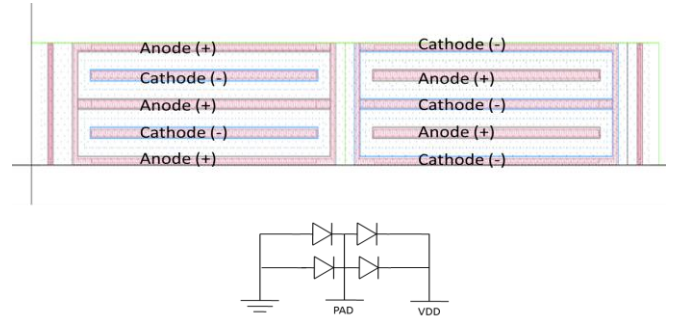 Anode (+) Cathode (-)
Cathode (-) Anode (+)
Anode (+) Cathode (-)
Cathode (-) Anode (+)
Anode (+) Cathode (-)
PAD VDD